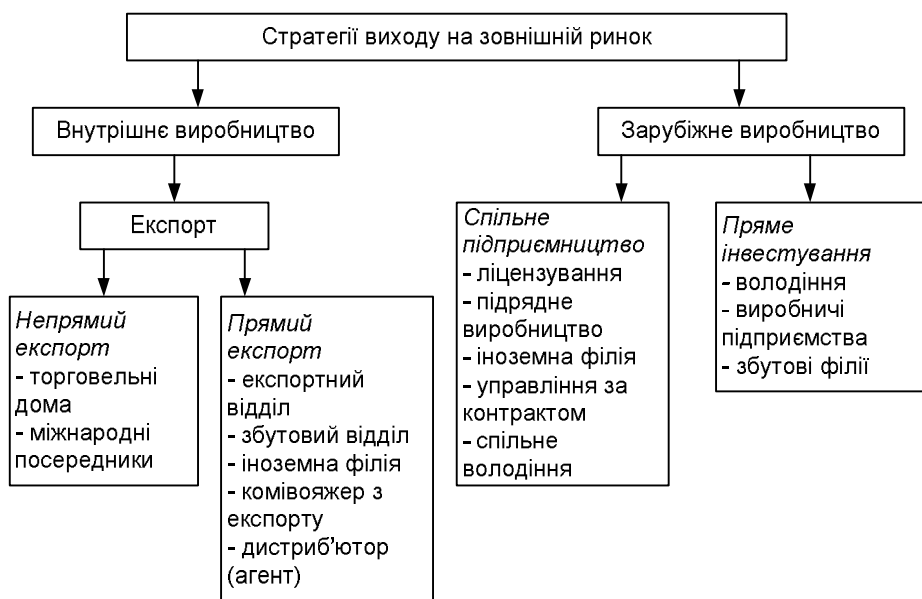 Стратегії виходу на зовнішній ринок
Внутрішнє виробництво
Зарубіжне виробництво
Експорт
Непрямий
експорт
- торговельні
дома
- міжнародні
посередники
Прямий
експорт
- експортний
відділ
- збутовий відділ
- іноземна філія
- комівояжер з
експорту
- дистриб’ютор
(агент)
Спільне
підприємництво
- ліцензування
- підрядне
виробництво
- іноземна філія
- управління за
контрактом
- спільне
володіння
Пряме
інвестування
- володіння
- виробничі
підприємства
- збутові філії